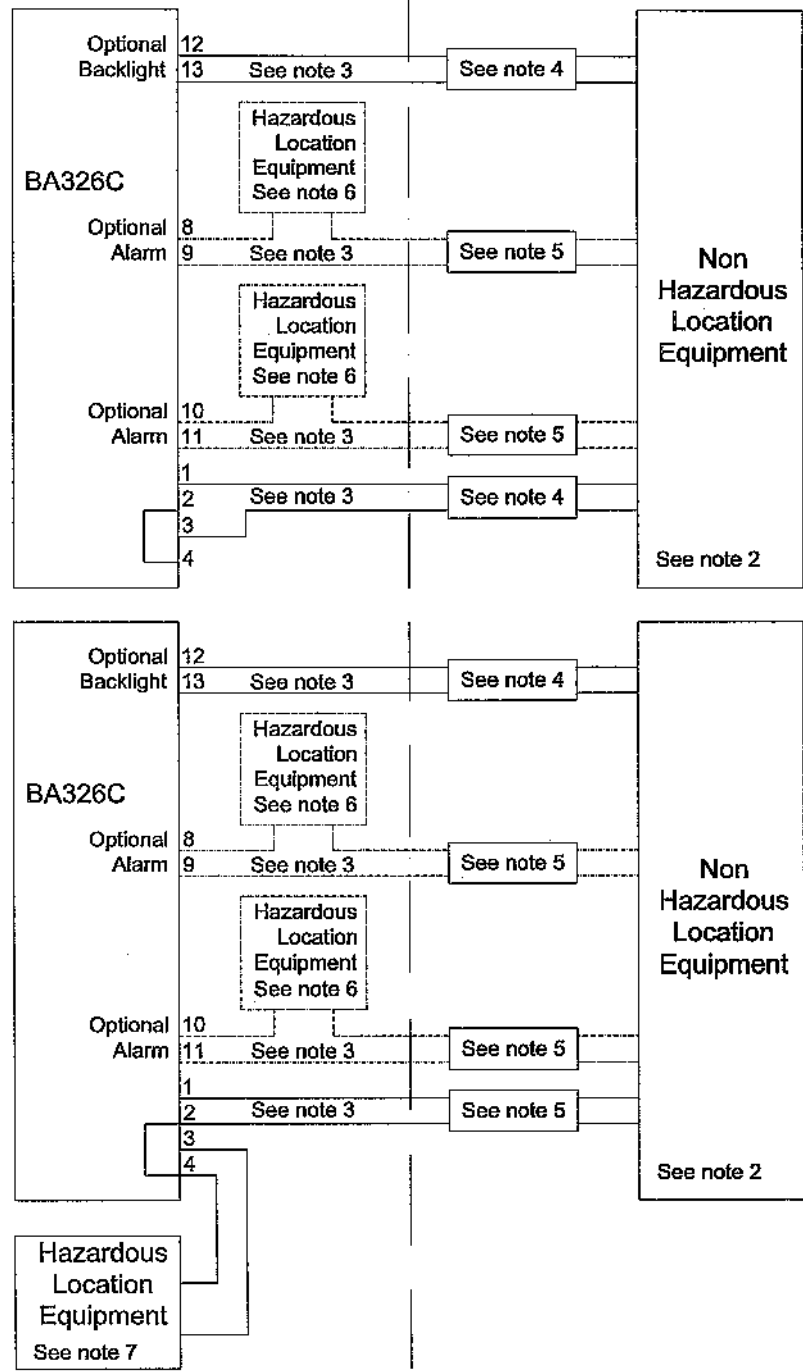 Optional 12
Backlight 13 See note 3 See note 4
Hazardous
Location
Equipment
See note 6
BA326C
Optional 8
Alarm 9 See note 3 See note 5
Non
Hazardous
Location
Equipment
Hazardous
Location
Equipment
See note 6
Optional 10
Alarm 11 See note 3 See note 5
1
2 See note 3 See note 4
3
4
See note 2
Optional 12
Backlight 13 See note 3 See note 4
Hazardous
Location
Equipment
See note 6
BA326C
Optional 8
Alarm 9 See note 3 See note 5
Non
Hazardous
Location
Equipment
Hazardous
Location
Equipment
See note 6
Optional 10
Alarm 11 See note 3 See note 5
1
2 See note 3 See note 5
3
4
See note 2
Hazardous
Location
Equipment
See note 7